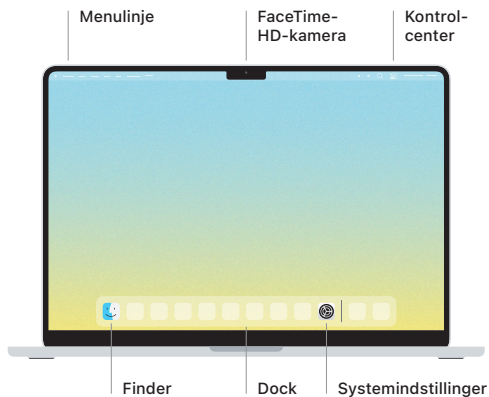 Menulinje
FaceTime-
HD-kamera
Kontrol-
center
Finder
Dock
Systemindstillinger